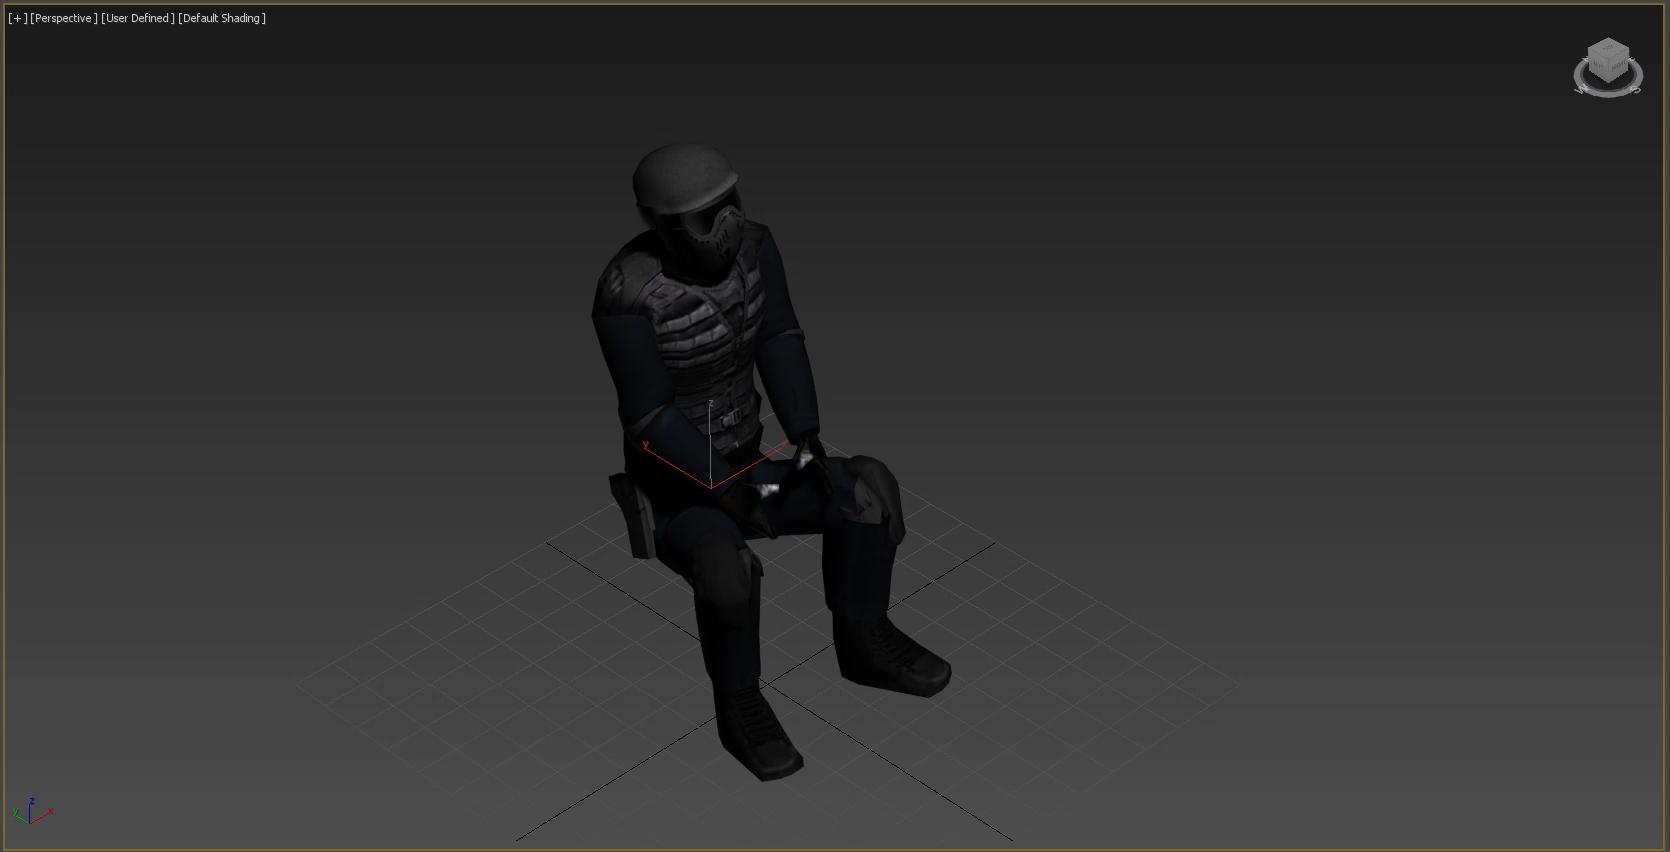 [+] [Perspective] [User Defined] [Default Shading]
W
S
z
y
x
z
y
x